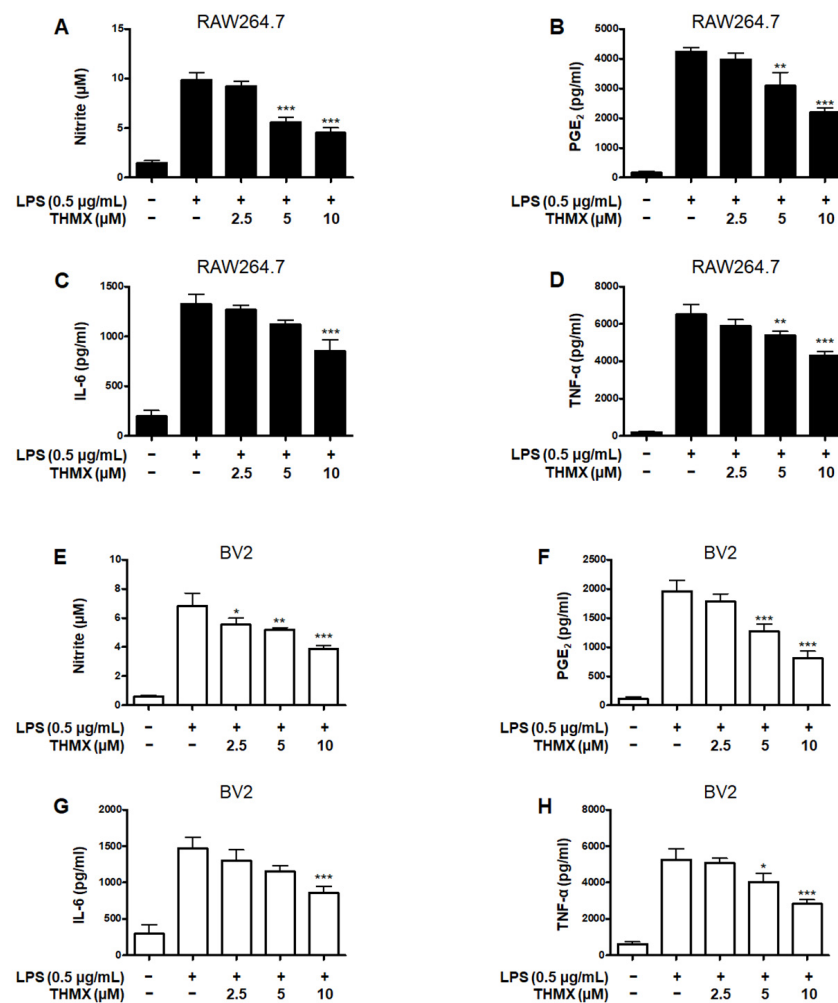 A RAW264.7
Nitrite (µM)
15
10
5
0
*** ***
LPS (0.5 µg/mL) – + + + +
THMX (µM) – – 2.5 5 10
B RAW264.7
PGE₂ (pg/ml)
5000
4000
3000
2000
1000
0
** ***
LPS (0.5 µg/mL) – + + + +
THMX (µM) – – 2.5 5 10
C RAW264.7
IL-6 (pg/ml)
1500
1000
500
0
***
LPS (0.5 µg/mL) – + + + +
THMX (µM) – – 2.5 5 10
D RAW264.7
TNF-α (pg/ml)
8000
6000
4000
2000
0
** ***
LPS (0.5 µg/mL) – + + + +
THMX (µM) – – 2.5 5 10
E BV2
Nitrite (µM)
10
8
6
4
2
0
* ** ***
LPS (0.5 µg/mL) – + + + +
THMX (µM) – – 2.5 5 10
F BV2
PGE₂ (pg/ml)
2500
2000
1500
1000
500
0
*** ***
LPS (0.5 µg/mL) – + + + +
THMX (µM) – – 2.5 5 10
G BV2
IL-6 (pg/ml)
2000
1500
1000
500
0
***
LPS (0.5 µg/mL) – + + + +
THMX (µM) – – 2.5 5 10
H BV2
TNF-α (pg/ml)
8000
6000
4000
2000
0
* ***
LPS (0.5 µg/mL) – + + + +
THMX (µM) – – 2.5 5 10